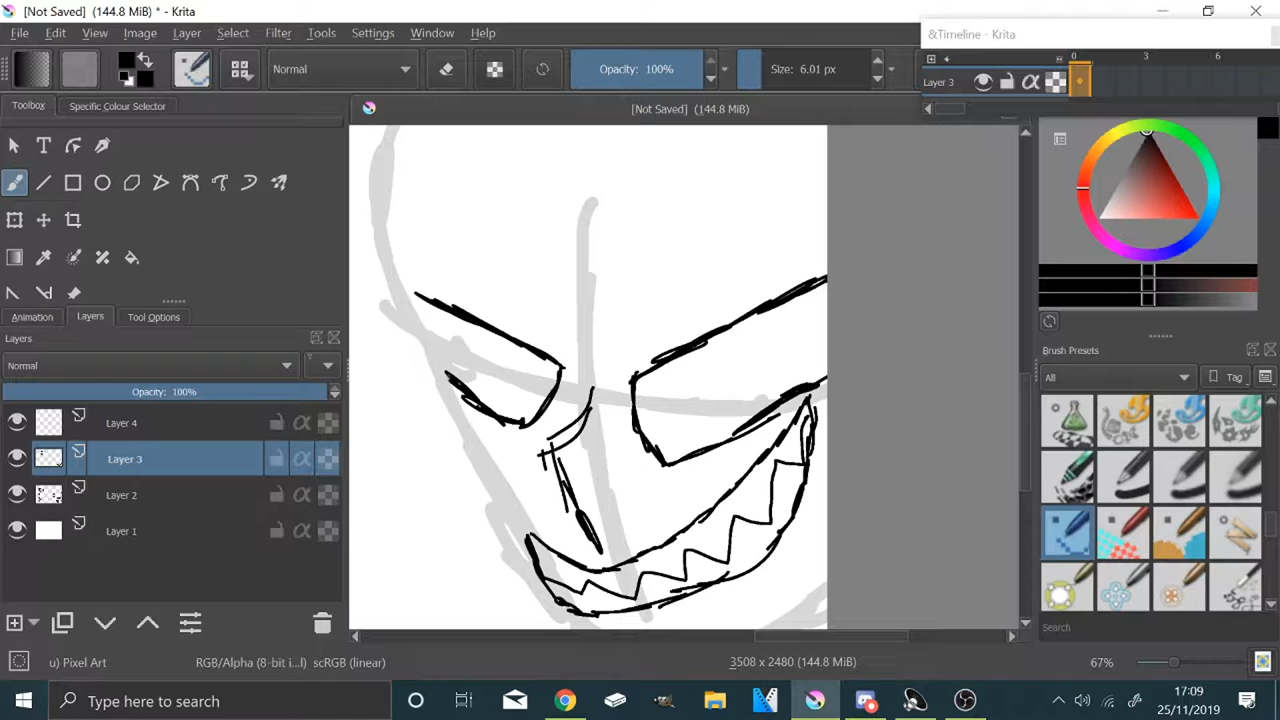 [Not Saved]  (144.8 MiB)  * - Krita
File Edit View Image Layer Select Filter Tools Settings Window Help
&Timeline - Krita
Normal
Opacity: 100%
Size: 6.01 px
0 3 6
Layer 3
Toolbox
Specific Colour Selector
[Not Saved]  (144.8 MiB)
Animation
Layers
Tool Options
Layers
Normal
Opacity: 100%
Layer 4
Layer 3
Layer 2
Layer 1
Brush Presets
All
Tag
Search
u) Pixel Art
RGB/Alpha (8-bit i...l)  scRGB (linear)
3508 x 2480 (144.8 MiB)
67%
Type here to search
17:09
25/11/2019